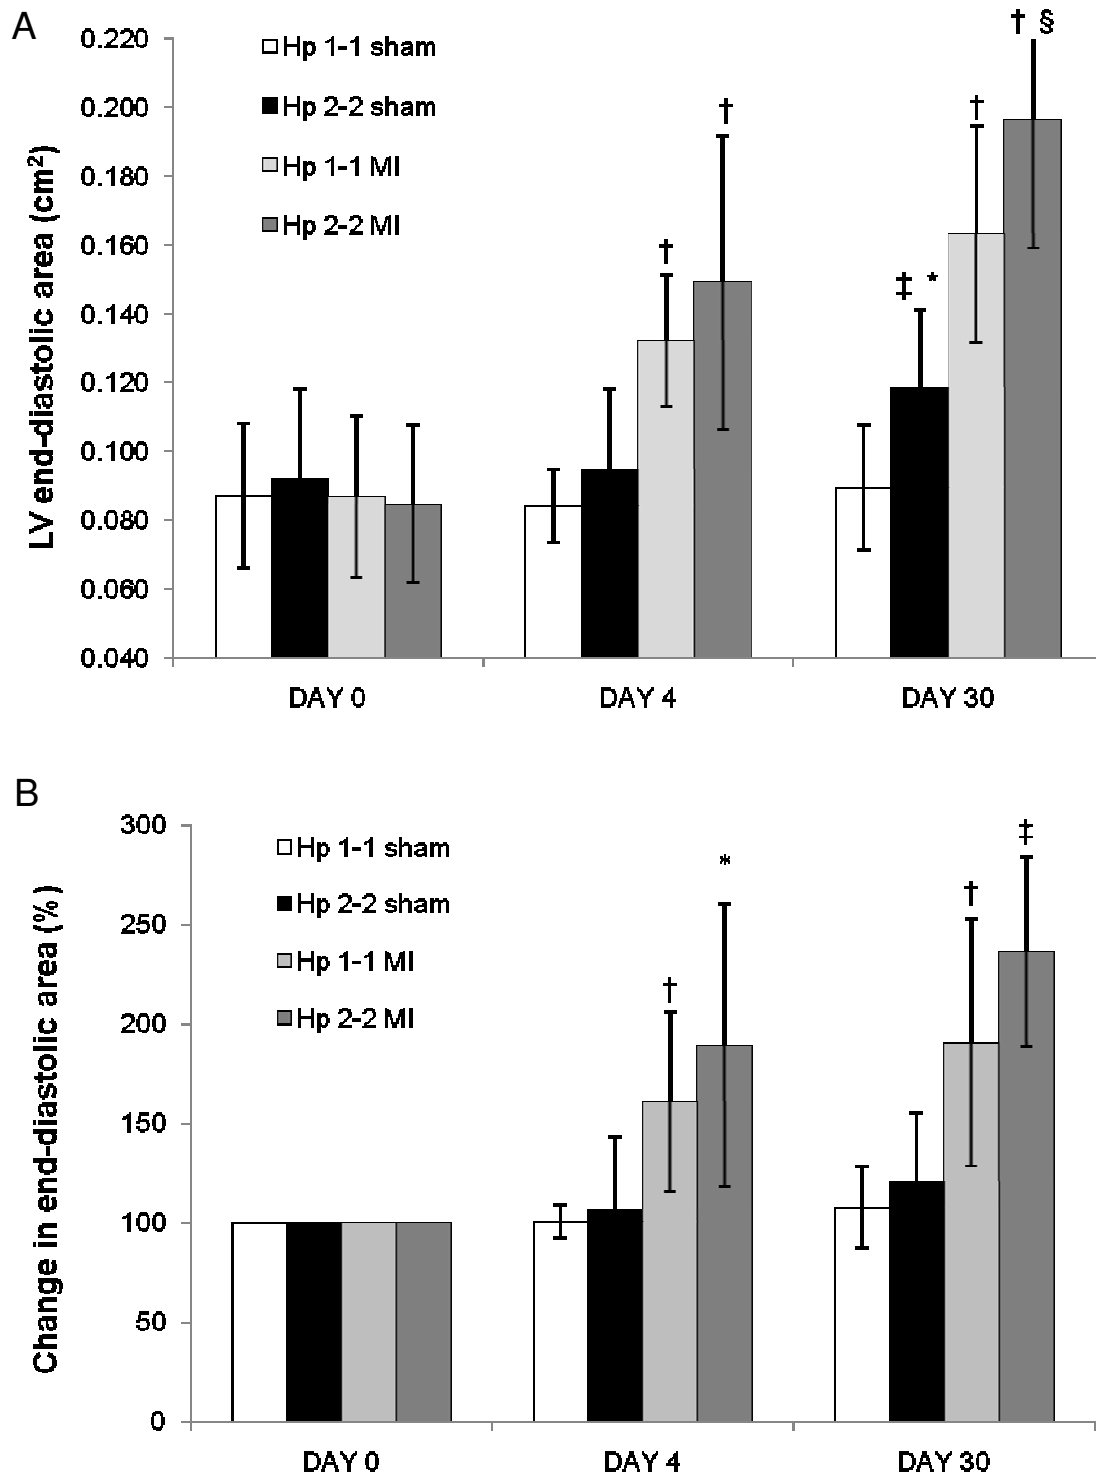 A
† §
0.220
Hp 1-1 sham
0.200
Hp 2-2 sham
†
†
0.180
Hp 1-1 MI
0.160
Hp 2-2 MI
†
‡ *
0.140
0.120
0.100
0.080
0.060
0.040
LV end-diastolic area (cm²)
DAY 0
DAY 4
DAY 30
B
300
Hp 1-1 sham
‡
*
250
Hp 2-2 sham
†
Hp 1-1 MI
†
200
Hp 2-2 MI
150
100
50
0
Change in end-diastolic area (%)
DAY 0
DAY 4
DAY 30